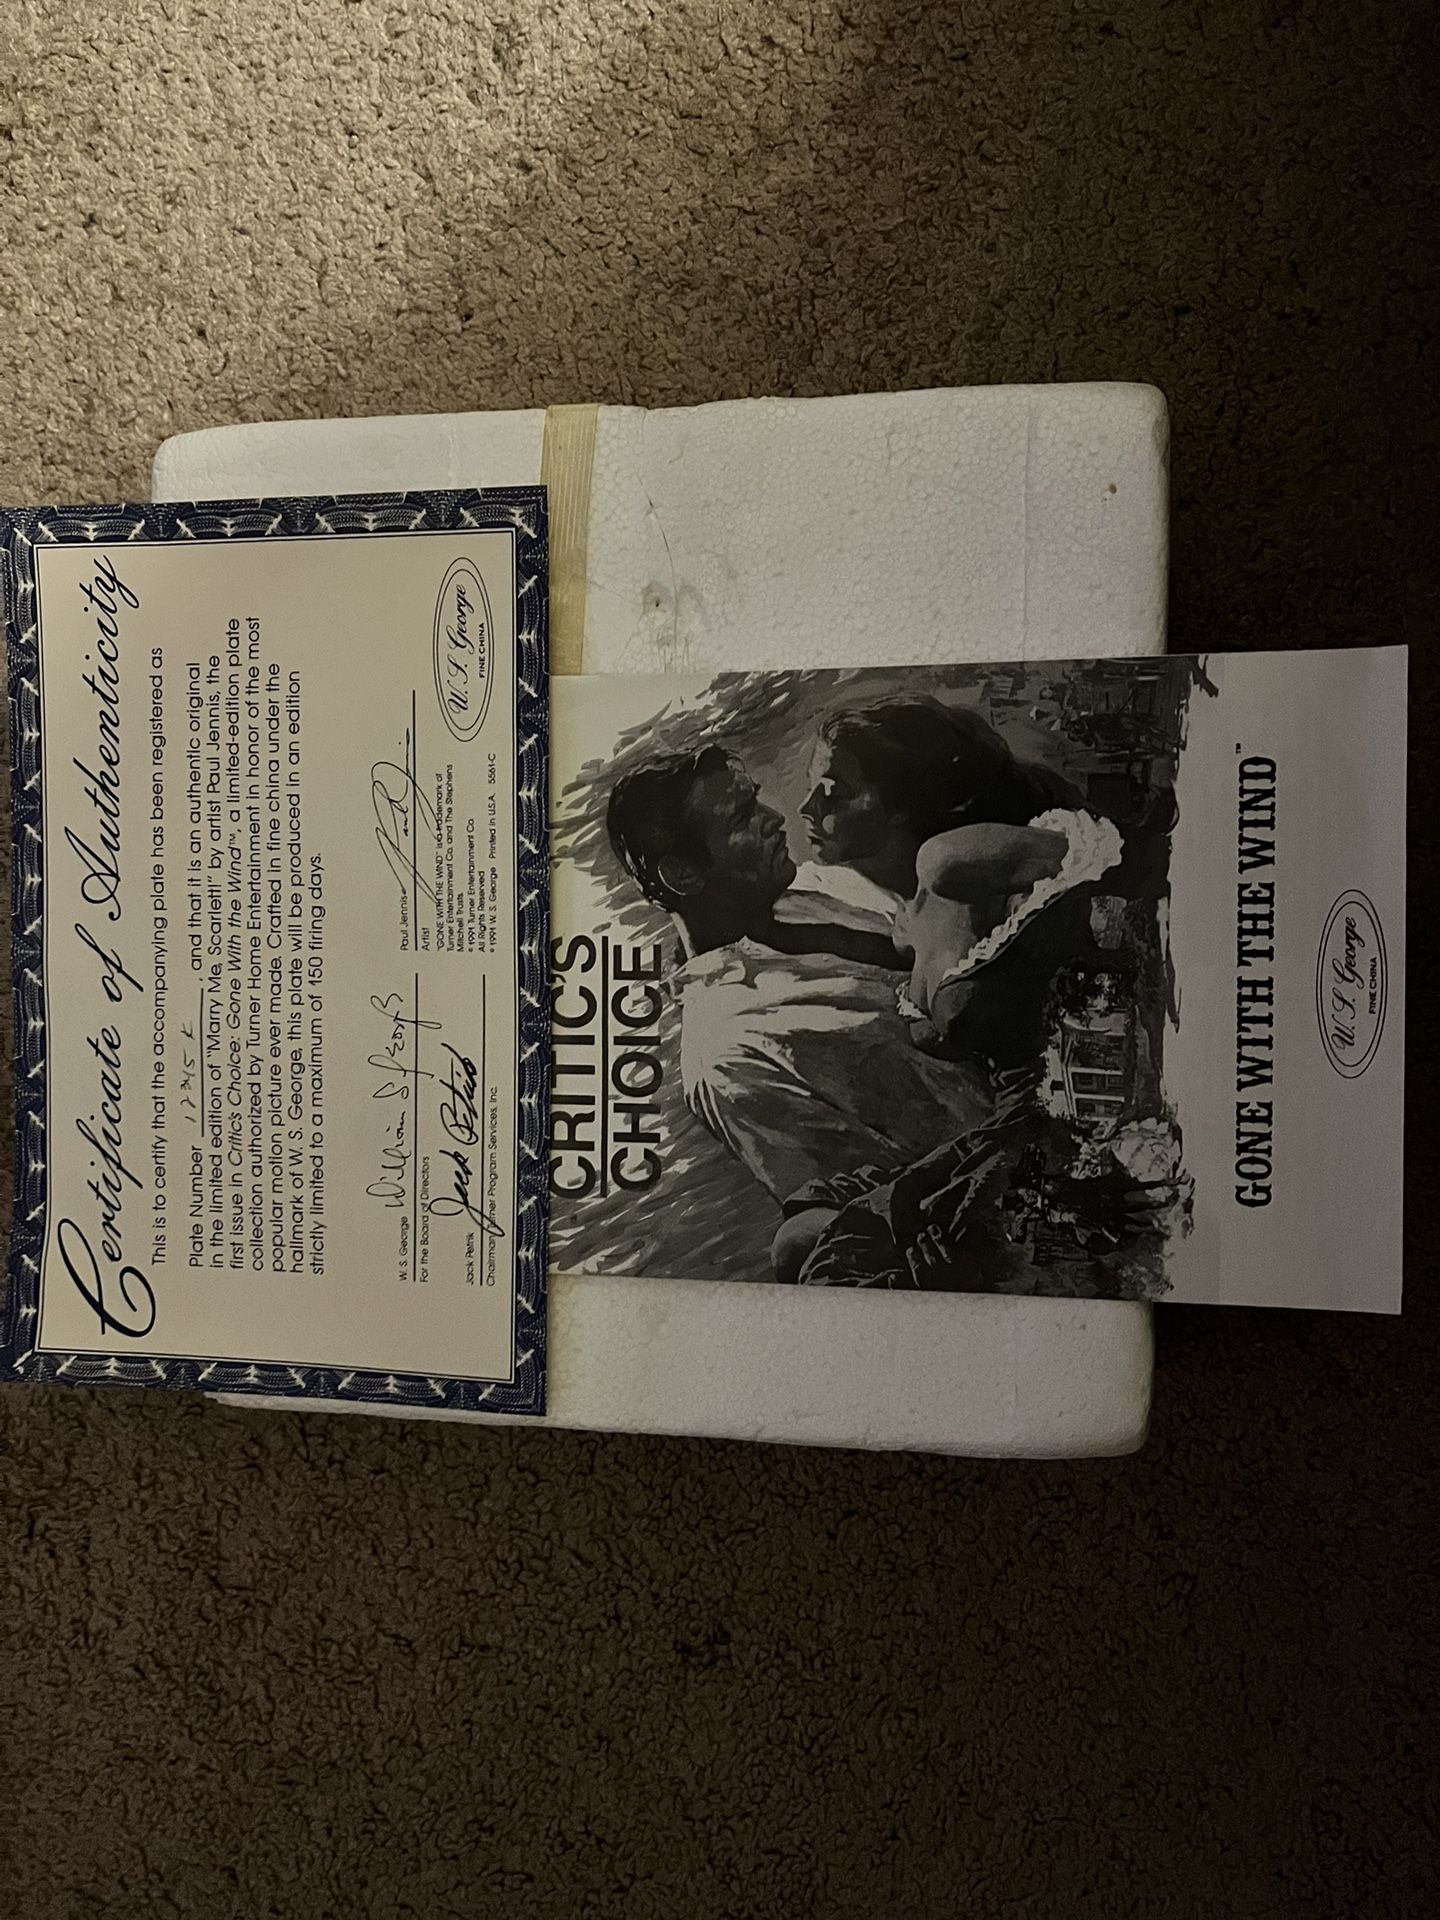 Certificate of Authenticity
This is to certify that the accompanying plate has been registered as
Plate Number 12345 K, and that it is an authentic original
in the limited edition of "Marry Me, Scarlett!" by artist Paul Jennis, the
first issue in Critic's Choice: Gone With the Wind™, a limited-edition plate
collection authorized by Turner Home Entertainment in honor of the most
popular motion picture ever made. Crafted in fine china under the
hallmark of W. S. George, this plate will be produced in an edition
strictly limited to a maximum of 150 firing days.
W. S. George William S George
For the Board of Directors
Jack Petrik Jack Petrik
Chairman, Turner Program Services, Inc.
Paul Jennis Paul Jennis
Artist
"GONE WITH THE WIND" is a trademark of
Turner Entertainment Co. and The Stephens
Mitchell Trusts.
© 1991 Turner Entertainment Co.
All Rights Reserved
© 1991 W. S. George Printed in U.S.A. 5561-C
W. S. George
FINE CHINA
CRITIC'S
CHOICE
GONE WITH THE WIND™
W. S. George
FINE CHINA